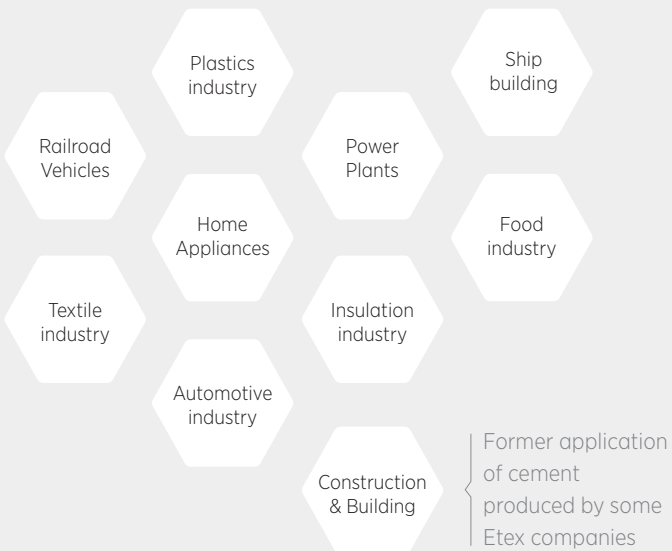 Plastics
industry
Ship
building
Railroad
Vehicles
Power
Plants
Home
Appliances
Food
industry
Textile
industry
Insulation
industry
Automotive
industry
Construction
& Building
Former application
of cement
produced by some
Etex companies